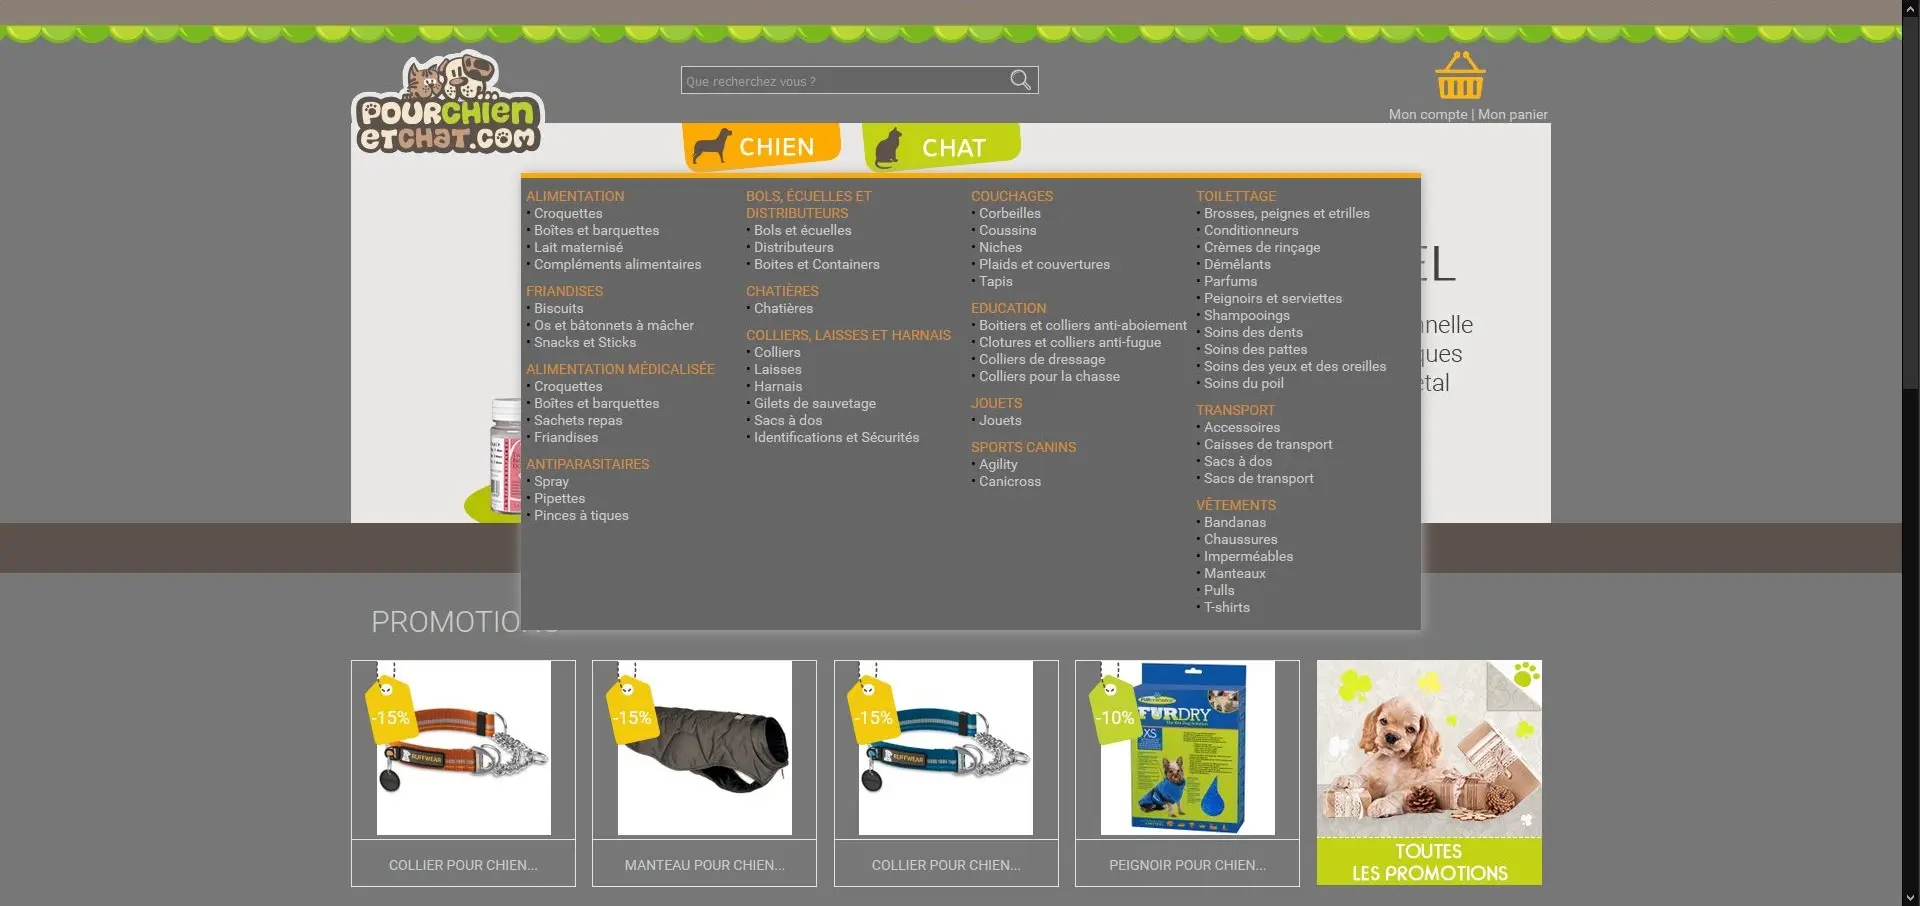 POURCHIEN
ETCHAT.COM
Que recherchez vous ?
Mon compte | Mon panier
CHIEN
CHAT
ALIMENTATION
• Croquettes
• Boîtes et barquettes
• Lait maternisé
• Compléments alimentaires
FRIANDISES
• Biscuits
• Os et bâtonnets à mâcher
• Snacks et Sticks
ALIMENTATION MÉDICALISÉE
• Croquettes
• Boîtes et barquettes
• Sachets repas
• Friandises
ANTIPARASITAIRES
• Spray
• Pipettes
• Pinces à tiques
BOLS, ÉCUELLES ET
DISTRIBUTEURS
• Bols et écuelles
• Distributeurs
• Boites et Containers
CHATIÈRES
• Chatières
COLLIERS, LAISSES ET HARNAIS
• Colliers
• Laisses
• Harnais
• Gilets de sauvetage
• Sacs à dos
• Identifications et Sécurités
COUCHAGES
• Corbeilles
• Coussins
• Niches
• Plaids et couvertures
• Tapis
EDUCATION
• Boitiers et colliers anti-aboiement
• Clotures et colliers anti-fugue
• Colliers de dressage
• Colliers pour la chasse
JOUETS
• Jouets
SPORTS CANINS
• Agility
• Canicross
TOILETTAGE
• Brosses, peignes et etrilles
• Conditionneurs
• Crèmes de rinçage
• Démêlants
• Parfums
• Peignoirs et serviettes
• Shampooings
• Soins des dents
• Soins des pattes
• Soins des yeux et des oreilles
• Soins du poil
TRANSPORT
• Accessoires
• Caisses de transport
• Sacs à dos
• Sacs de transport
VÊTEMENTS
• Bandanas
• Chaussures
• Imperméables
• Manteaux
• Pulls
• T-shirts
EL
nnelle
ques
étal
PROMOTIONS
-15%
RUFFWEAR
COLLIER POUR CHIEN...
-15%
MANTEAU POUR CHIEN...
-15%
RUFFWEAR
COLLIER POUR CHIEN...
-10%
FURDRY
XS
PEIGNOIR POUR CHIEN...
TOUTES
LES PROMOTIONS